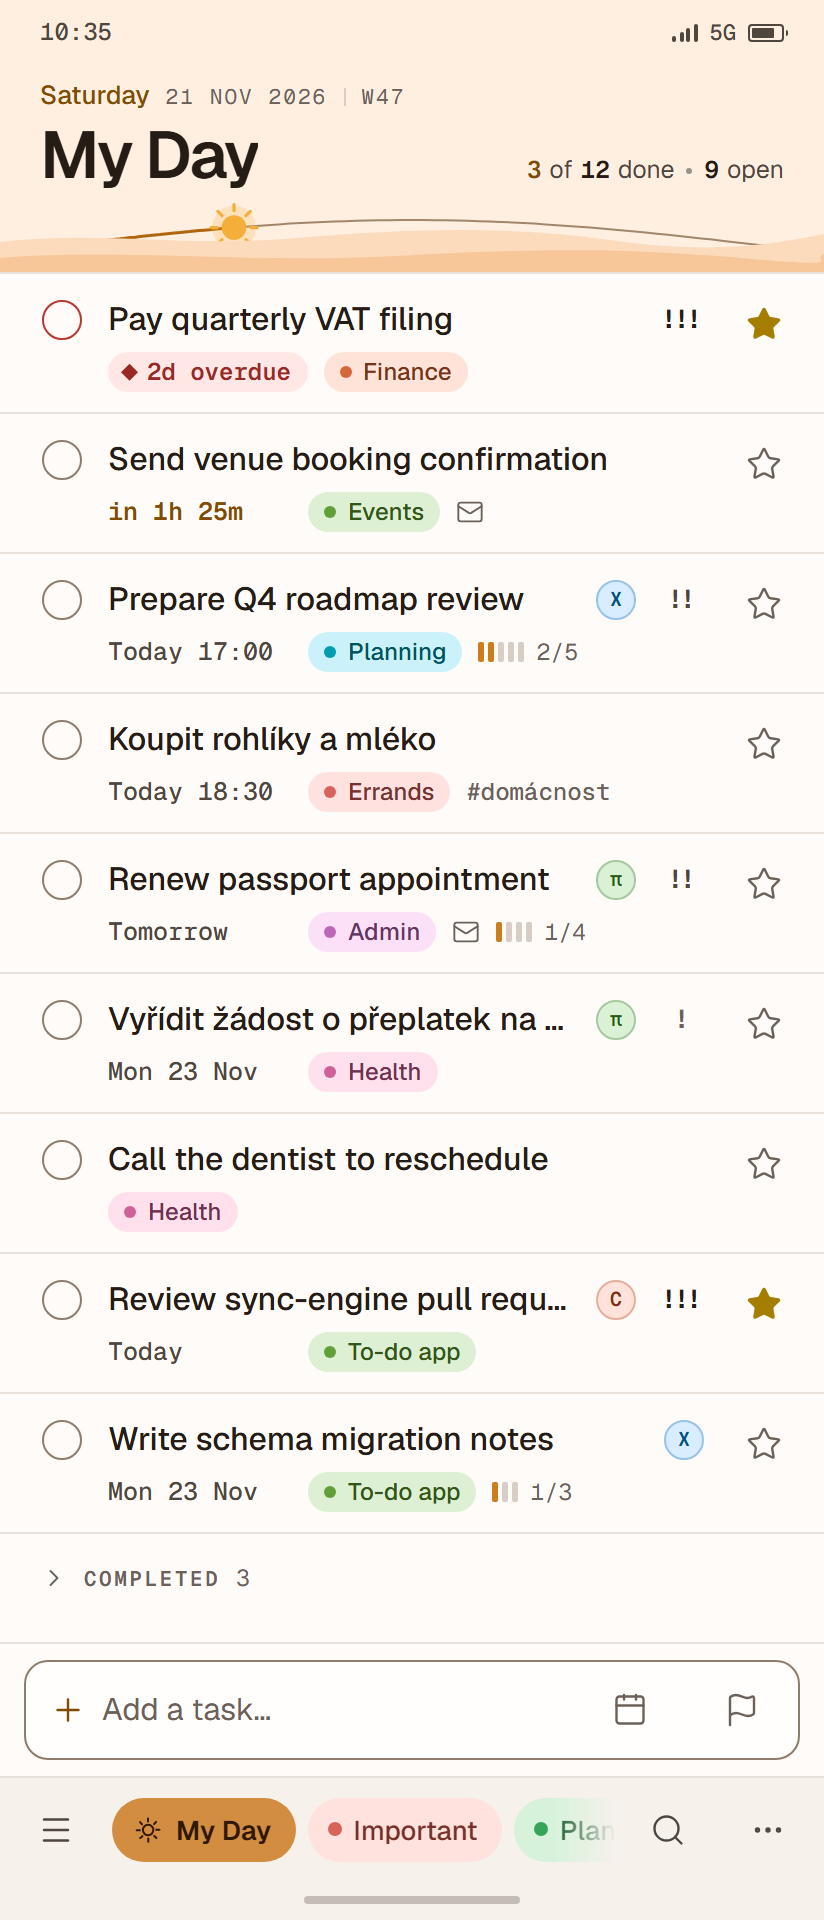 10:35 5G
Saturday 21 NOV 2026 | W47
My Day
3 of 12 done • 9 open
Pay quarterly VAT filing !!!
2d overdue Finance
Send venue booking confirmation
in 1h 25m Events
Prepare Q4 roadmap review X !!
Today 17:00 Planning 2/5
Koupit rohlíky a mléko
Today 18:30 Errands #domácnost
Renew passport appointment π !!
Tomorrow Admin 1/4
Vyřídit žádost o přeplatek na ... π !
Mon 23 Nov Health
Call the dentist to reschedule
Health
Review sync-engine pull requ... C !!!
Today To-do app
Write schema migration notes X
Mon 23 Nov To-do app 1/3
COMPLETED 3
Add a task...
My Day Important Plan